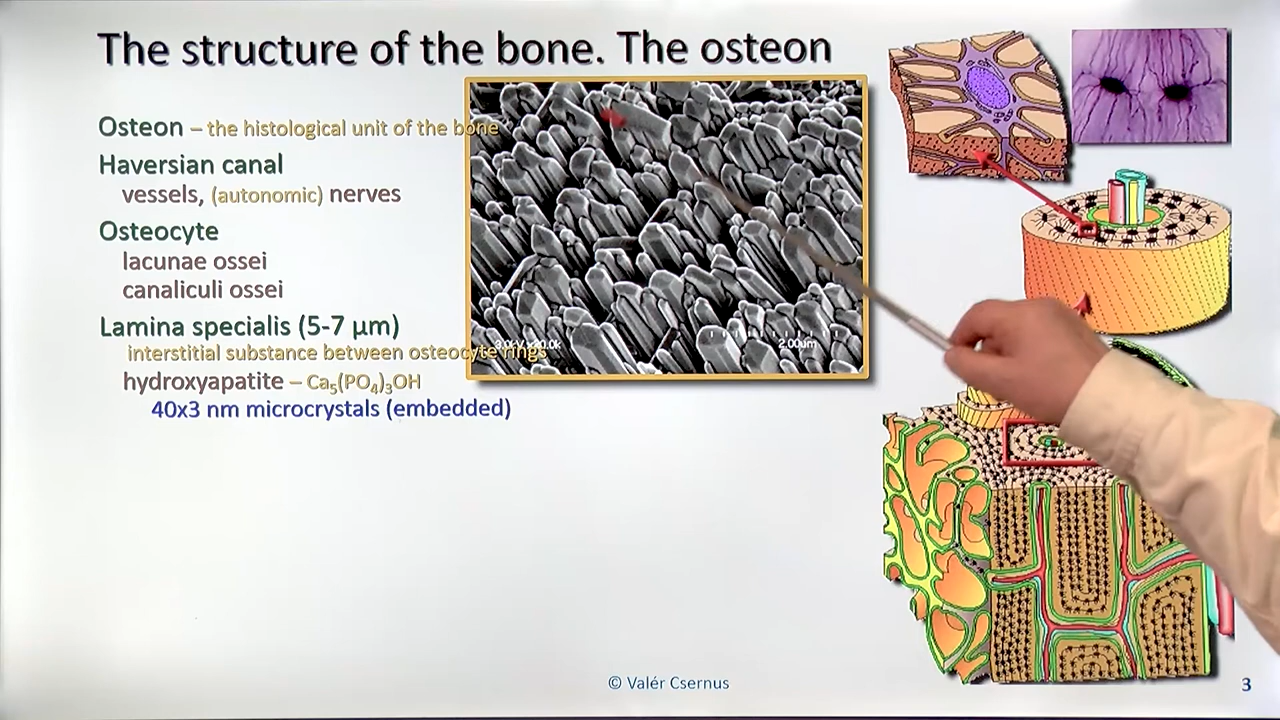 The structure of the bone. The osteon
Osteon – the histological unit of the bone
Haversian canal
vessels, (autonomic) nerves
Osteocyte
lacunae ossei
canaliculi ossei
Lamina specialis (5-7 µm)
interstitial substance between osteocyte rings
hydroxyapatite – Ca₅(PO₄)₃OH
40x3 nm microcrystals (embedded)
2.00um
© Valér Csernus
3